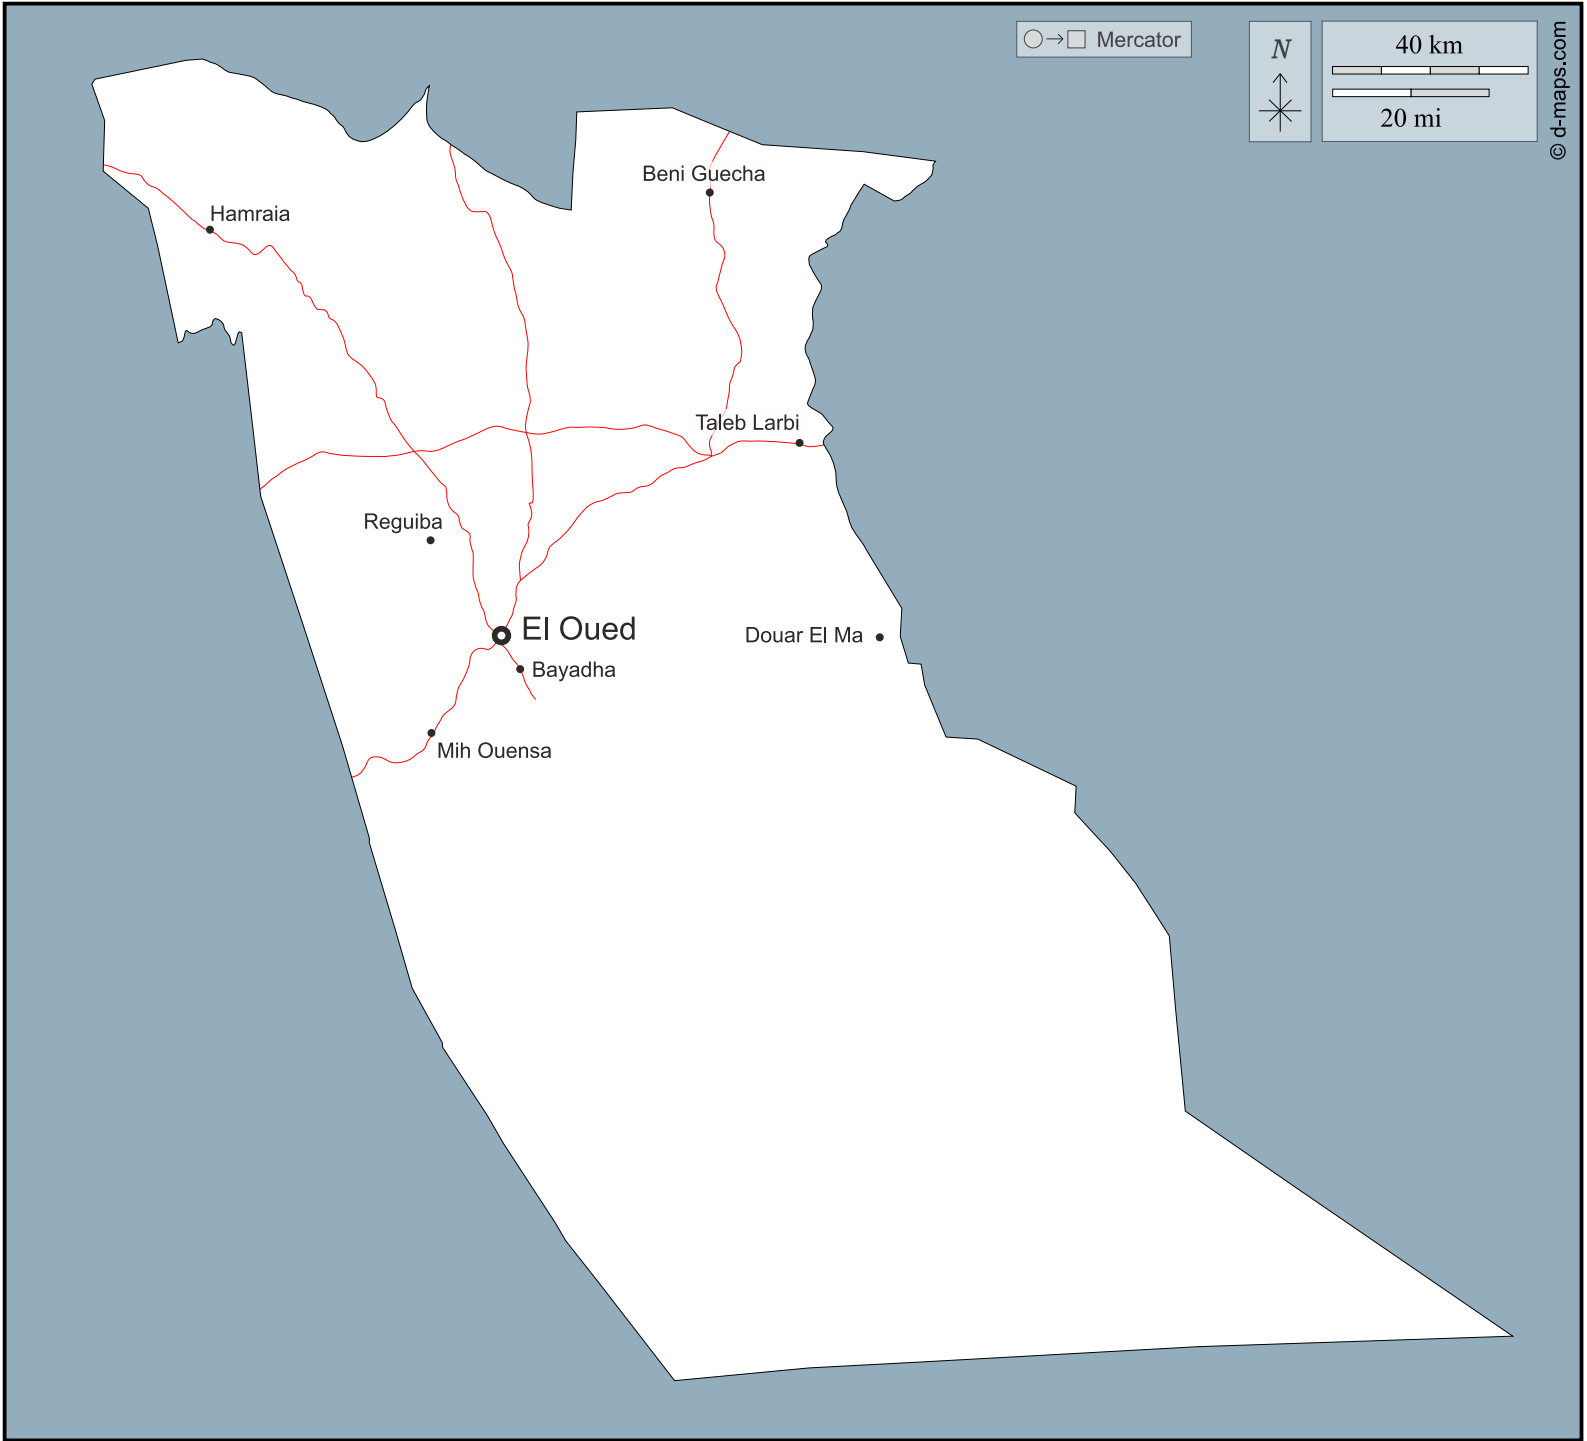 Mercator
N
40 km
20 mi
© d-maps.com
Beni Guecha
Hamraia
Taleb Larbi
Reguiba
El Oued
Douar El Ma
Bayadha
Mih Ouensa